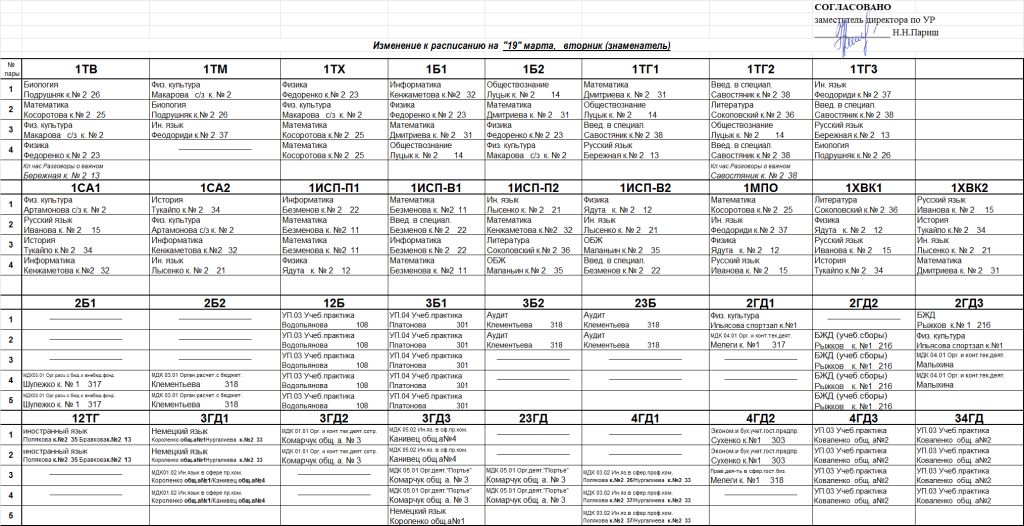 СОГЛАСОВАНО
заместитель директора по УР
Н.Н.Париш
Изменение к расписанию на "19" марта, вторник (знаменатель)
№ пары 1ТВ 1ТМ 1ТХ 1Б1 1Б2 1ТГ1 1ТГ2 1ТГ3
1 Биология Физ. культура Физика Информатика Обществознание Математика Введ. в специал. Ин. язык
Подрушняк к.№ 2 26 Макарова с/з к. № 2 Федоренко к.№ 2 23 Кенжаметова к.№2 32 Луцык к. № 2 14 Дмитриева к.№ 2 31 Савостяник к.№ 2 38 Феодориди к.№ 2 37
2 Математика Биология Физ. культура Физика Математика Обществознание Литература Введ. в специал.
Косоротова к.№ 2 25 Подрушняк к.№ 2 26 Макарова с/з к. № 2 Федоренко к.№ 2 23 Дмитриева к. № 2 31 Луцык к.№ 2 14 Соколовский к.№ 2 36 Савостяник к.№ 2 38
3 Физ. культура Ин. язык Математика Математика Физика Введ. в специал. Обществознание Русский язык
Макарова с/з к. № 2 Феодориди к.№ 2 37 Косоротова к.№ 2 25 Дмитриева к.№ 2 31 Федоренко к.№ 2 23 Савостяник к.№ 2 38 Луцык к.№ 2 14 Бережная к.№ 2 13
4 Физика Математика Обществознание Физ. культура Русский язык Введ. в специал. Биология
Федоренко к.№ 2 23 Косоротова к.№ 2 25 Луцык к.№ 2 14 Макарова с/з к. № 2 Бережная к.№ 2 13 Савостяник к.№ 2 38 Подрушняк к.№ 2 26
Кл час Разговоры о важном Кл час Разговоры о важном
Бережная к. № 2 13 Савостяник к. № 2 38
1СА1 1СА2 1ИСП-П1 1ИСП-В1 1ИСП-П2 1ИСП-В2 1МПО 1ХВК1 1ХВК2
1 Физ. культура История Информатика Математика Ин. язык Физика Математика Литература Русский язык
Артамонова с/з к. № 2 Тукайло к.№ 2 34 Безменов к.№ 2 22 Безменова к.№ 2 11 Лысенко к.№ 2 21 Ядута к. № 2 12 Косоротова к.№ 2 25 Соколовский к.№ 2 36 Иванова к. № 2 15
2 Русский язык Физ. культура Математика Введ. в специал. Математика Ин. язык Ин. язык Физика История
Иванова к. № 2 15 Артамонова с/з к. № 2 Безменова к.№ 2 11 Безменов к.№ 2 22 Кенжаметова к.№2 32 Лысенко к.№ 2 21 Феодориди к.№ 2 37 Ядута к. № 2 12 Тукайло к.№ 2 34
3 История Информатика Математика Информатика Литература ОБЖ Физика Русский язык Ин. язык
Тукайло к.№ 2 34 Кенжаметова к.№2 32 Безменова к.№ 2 11 Безменов к.№ 2 22 Соколовский к.№ 2 36 Мапаньин к.№ 2 35 Ядута к. № 2 12 Иванова к. № 2 15 Лысенко к.№ 2 21
4 Информатика Ин. язык Физика Математика ОБЖ Введ. в специал. Русский язык История Математика
Кенжаметова к.№2 32 Лысенко к.№ 2 21 Ядута к. № 2 12 Безменова к.№ 2 11 Мапаньин к.№ 2 35 Безменов к.№ 2 22 Иванова к.№ 2 15 Тукайло к.№ 2 34 Дмитриева к.№ 2 31
2Б1 2Б2 12Б 3Б1 3Б2 23Б 2ГД1 2ГД2 2ГД3
1 УП.03 Учеб.практика УП.04 Учеб.практика Аудит Аудит Физ. культура БЖД
Водопьянова 108 Платонова 301 Клементьева 318 Клементьева 318 Ильясова спортзал к.№1 Рыжков к.№ 1 216
2 УП.03 Учеб.практика УП.04 Учеб.практика Аудит Аудит МДК 04.01 Орг. и конт.тек.деят. БЖД (учеб.сборы) Физ. культура
Водопьянова 108 Платонова 301 Клементьева 318 Клементьева 318 Мелеги к.№ 1 317 Рыжков к.№ 1 216 Ильясова спортзал к.№1
3 УП.03 Учеб.практика УП.04 Учеб.практика БЖД (учеб.сборы) МДК 04.01 Орг. и конт.тек.деят.
Водопьянова 108 Платонова 301 Рыжков к.№ 1 216 Малыхина
4 МДК03.01 Орг.расч.с бюд.и внебюд.фонд. МДК 03.01 Орган.расчет.с бюджет. УП.03 Учеб.практика УП.04 Учеб.практика БЖД (учеб.сборы) МДК 04.01 Орг. и конт.тек.деят.
Шулежко к. № 1 317 Клементьева 318 Водопьянова 108 Платонова 301 Рыжков к.№ 1 216 Малыхина
5 МДК03.01 Орг.расч.с бюд.и внебюд.фонд. МДК 03.01 Орган.расчет.с бюджет. УП.03 Учеб.практика УП.04 Учеб.практика БЖД (учеб.сборы)
Шулежко к. № 1 317 Клементьева 318 Водопьянова 108 Платонова 301 Рыжков к.№ 1 216
12ТГ 3ГД1 3ГД2 3ГД3 23ГД 4ГД1 4ГД2 4ГД3 34ГД
1 иностранный язык Немецкий язык МДК 01.01 Орг. и конт.тек.деят.сотр. МДК 05.02 Ин.яз. в сф.пр.ком. Эконом.и бух.учет гост.предпр. УП.03 Учеб.практика УП.03 Учеб.практика
Полякова к.№2 35 Бравковак.№2 13 Короленко общ.а№1Нургалиева к.№2 33 Комарчук общ. а. № 3 Канивец общ.а№4 Сухенко к.№1 303 Коваленко общ. а№2 Коваленко общ. а№2
2 иностранный язык Немецкий язык МДК 01.01 Орг. и конт.тек.деят.сотр. МДК 05.02 Ин.яз. в сф.пр.ком. Эконом.и бух.учет гост.предпр. УП.03 Учеб.практика УП.03 Учеб.практика
Полякова к.№2 35 Бравковак.№2 13 Короленко общ.а№1Нургалиева к.№2 33 Комарчук общ. а. № 3 Канивец общ.а№4 Сухенко к.№1 303 Коваленко общ. а№2 Коваленко общ. а№2
3 МДК01.02 Ин.язык в сфере пр.ком. МДК 05.01 Орг.деят."Портье" МДК 05.01 Орг.деят."Портье" МДК 03.02 Ин.яз.в сфер.проф.ком. Прав.деят-ть в сфер.гост.биз. УП.03 Учеб.практика УП.03 Учеб.практика
Короленко общ.а№1/Канивец общ.а№4 Комарчук общ. а. № 3 Комарчук общ. а. № 3 Полякова к.№2 26/Нургалиева к.№2 33 Мелеги к.№1 318 Коваленко общ. а№2 Коваленко общ. а№2
4 МДК01.02 Ин.язык в сфере пр.ком. МДК 05.01 Орг.деят."Портье" МДК 05.01 Орг.деят."Портье" МДК 03.02 Ин.яз.в сфер.проф.ком. УП.03 Учеб.практика УП.03 Учеб.практика
Короленко общ.а№1/Канивец общ.а№4 Комарчук общ. а. № 3 Комарчук общ. а. № 3 Полякова к.№2 37/Нургалиева к.№2 33 Коваленко общ. а№2 Коваленко общ. а№2
5 Немецкий язык МДК 03.02 Ин.яз.в сфер.проф.ком.
Короленко общ.а№1 Полякова к.№2 37/Нургалиева к.№2 33